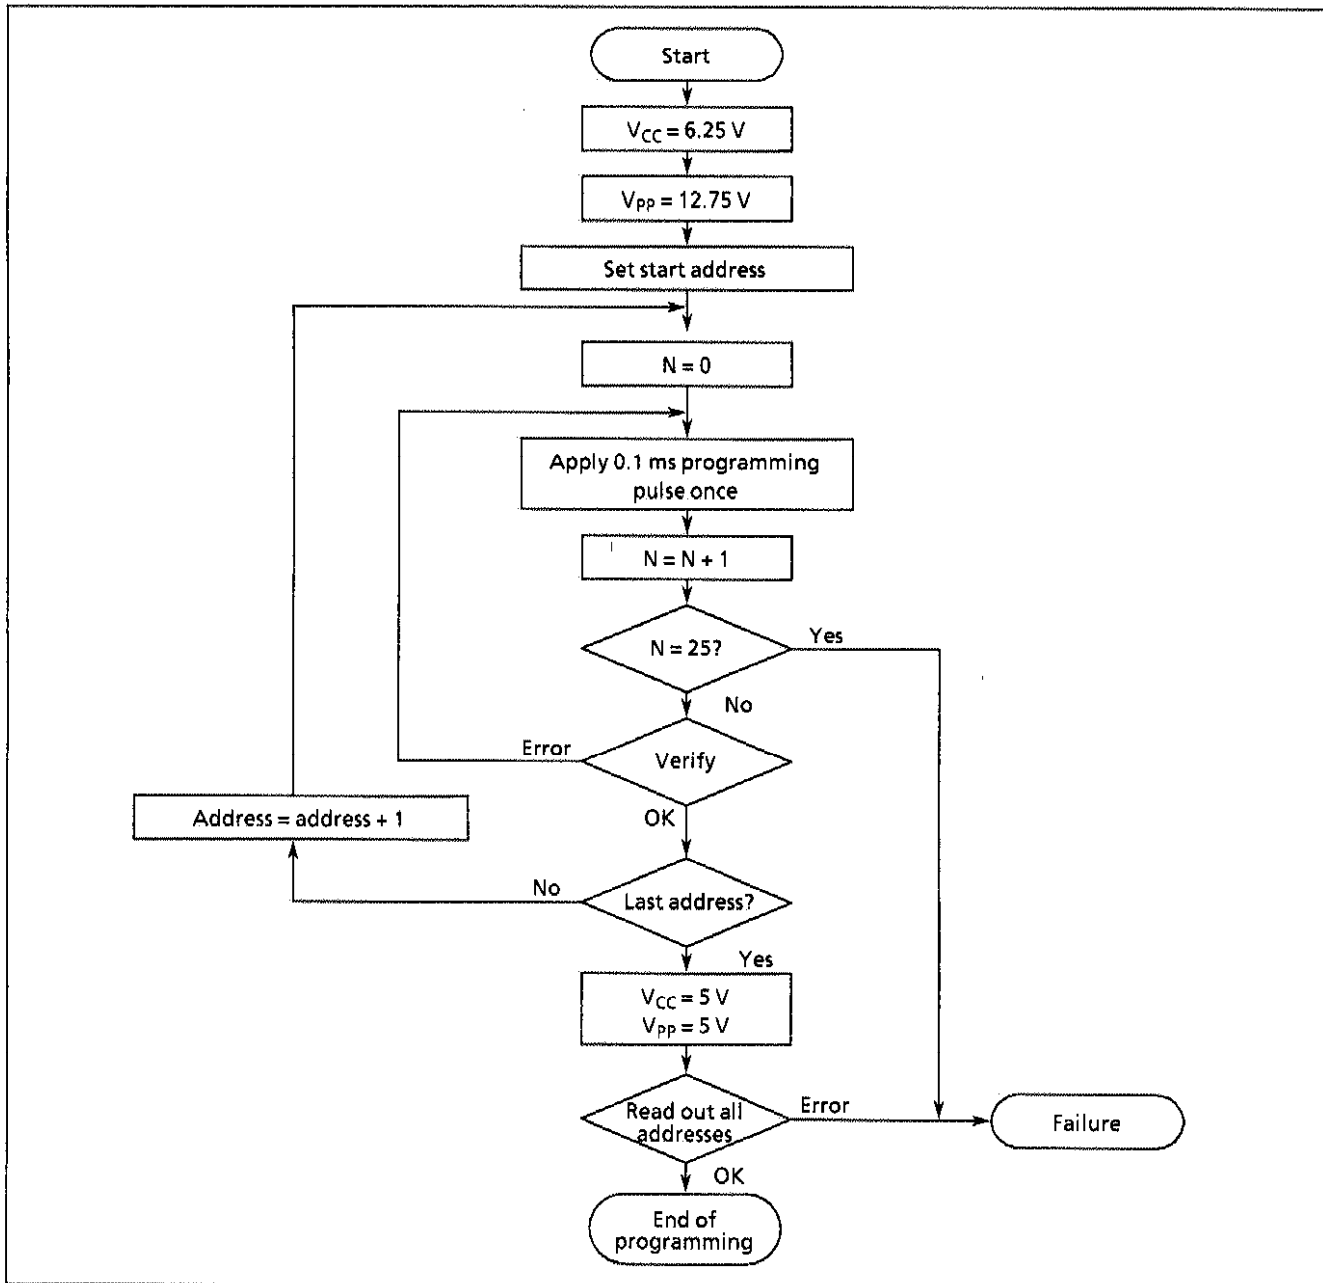 Start
VCC = 6.25 V
VPP = 12.75 V
Set start address
N = 0
Apply 0.1 ms programming
pulse once
N = N + 1
N = 25?
Yes
No
Error
Verify
OK
Address = address + 1
No
Last address?
Yes
VCC = 5 V
VPP = 5 V
Read out all
addresses
Error
Failure
OK
End of
programming